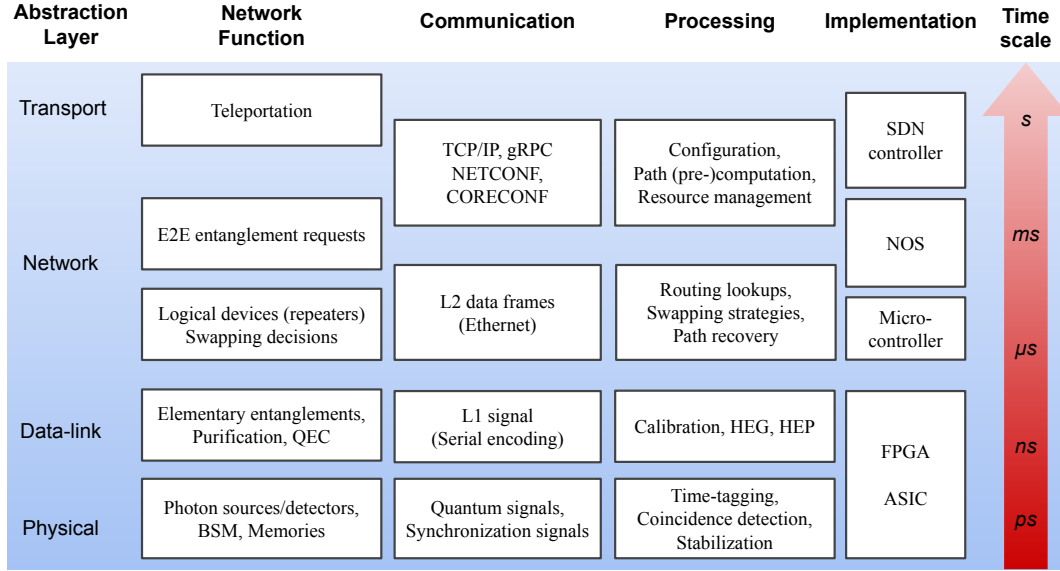 Abstraction
Layer
Network
Function
Communication
Processing
Implementation
Time
scale
Transport
Teleportation
TCP/IP, gRPC
NETCONF,
CORECONF
Configuration,
Path (pre-)computation,
Resource management
SDN
controller
s
Network
E2E entanglement requests
NOS
ms
Logical devices (repeaters)
Swapping decisions
L2 data frames
(Ethernet)
Routing lookups,
Swapping strategies,
Path recovery
Micro-
controller
µs
Data-link
Elementary entanglements,
Purification, QEC
L1 signal
(Serial encoding)
Calibration, HEG, HEP
FPGA
ASIC
ns
Physical
Photon sources/detectors,
BSM, Memories
Quantum signals,
Synchronization signals
Time-tagging,
Coincidence detection,
Stabilization
ps